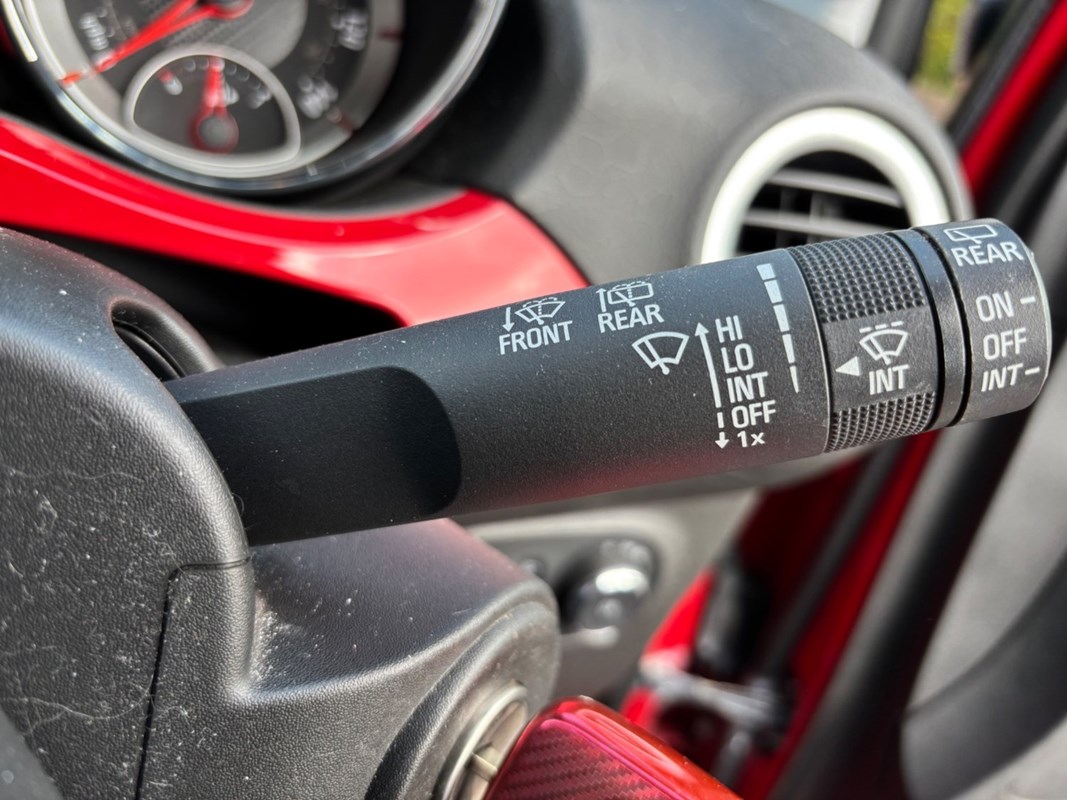 FRONT
REAR
HI
LO
INT
OFF
1x
INT
REAR
ON
OFF
INT